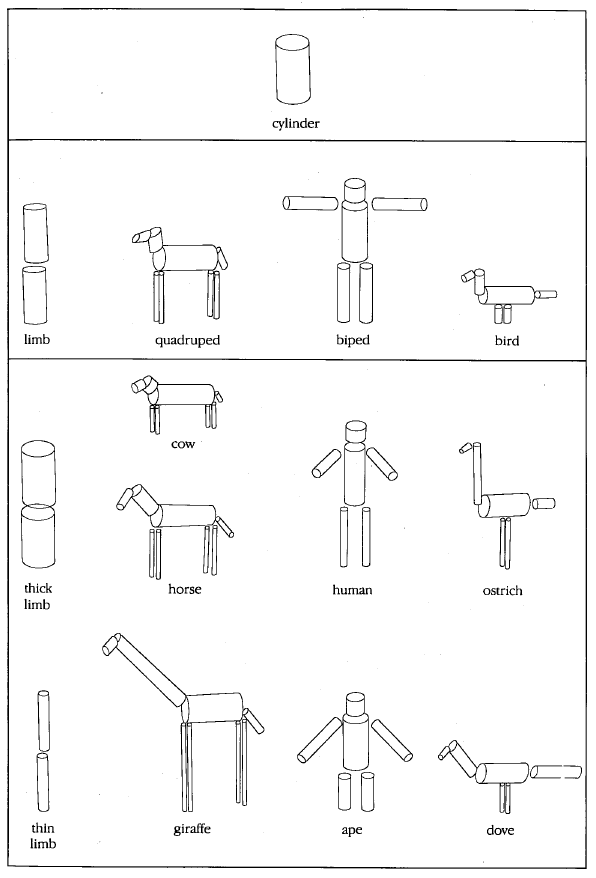 cylinder
limb
quadruped
biped
bird
cow
thick
limb
horse
human
ostrich
thin
limb
giraffe
ape
dove